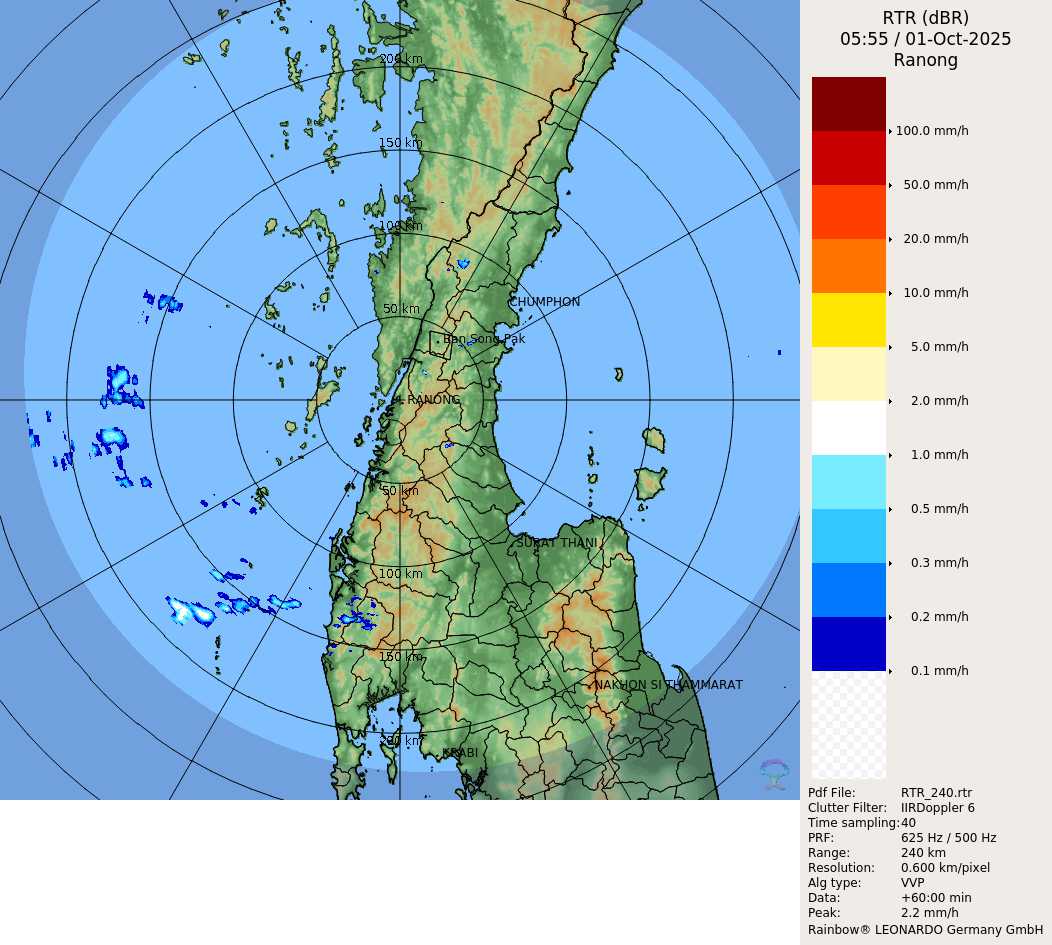 RTR (dBR)
05:55 / 01-Oct-2025
Ranong
100.0 mm/h
50.0 mm/h
20.0 mm/h
10.0 mm/h
5.0 mm/h
2.0 mm/h
1.0 mm/h
0.5 mm/h
0.3 mm/h
0.2 mm/h
0.1 mm/h
Pdf File: RTR_240.rtr
Clutter Filter: IIRDoppler 6
Time sampling: 40
PRF: 625 Hz / 500 Hz
Range: 240 km
Resolution: 0.600 km/pixel
Alg type: VVP
Data: +60:00 min
Peak: 2.2 mm/h
Rainbow® LEONARDO Germany GmbH
200 km
150 km
100 km
50 km
CHUMPHON
Ban Song Pak
RANONG
50 km
SURAT THANI
100 km
150 km
NAKHON SI THAMMARAT
200 km
KRABI